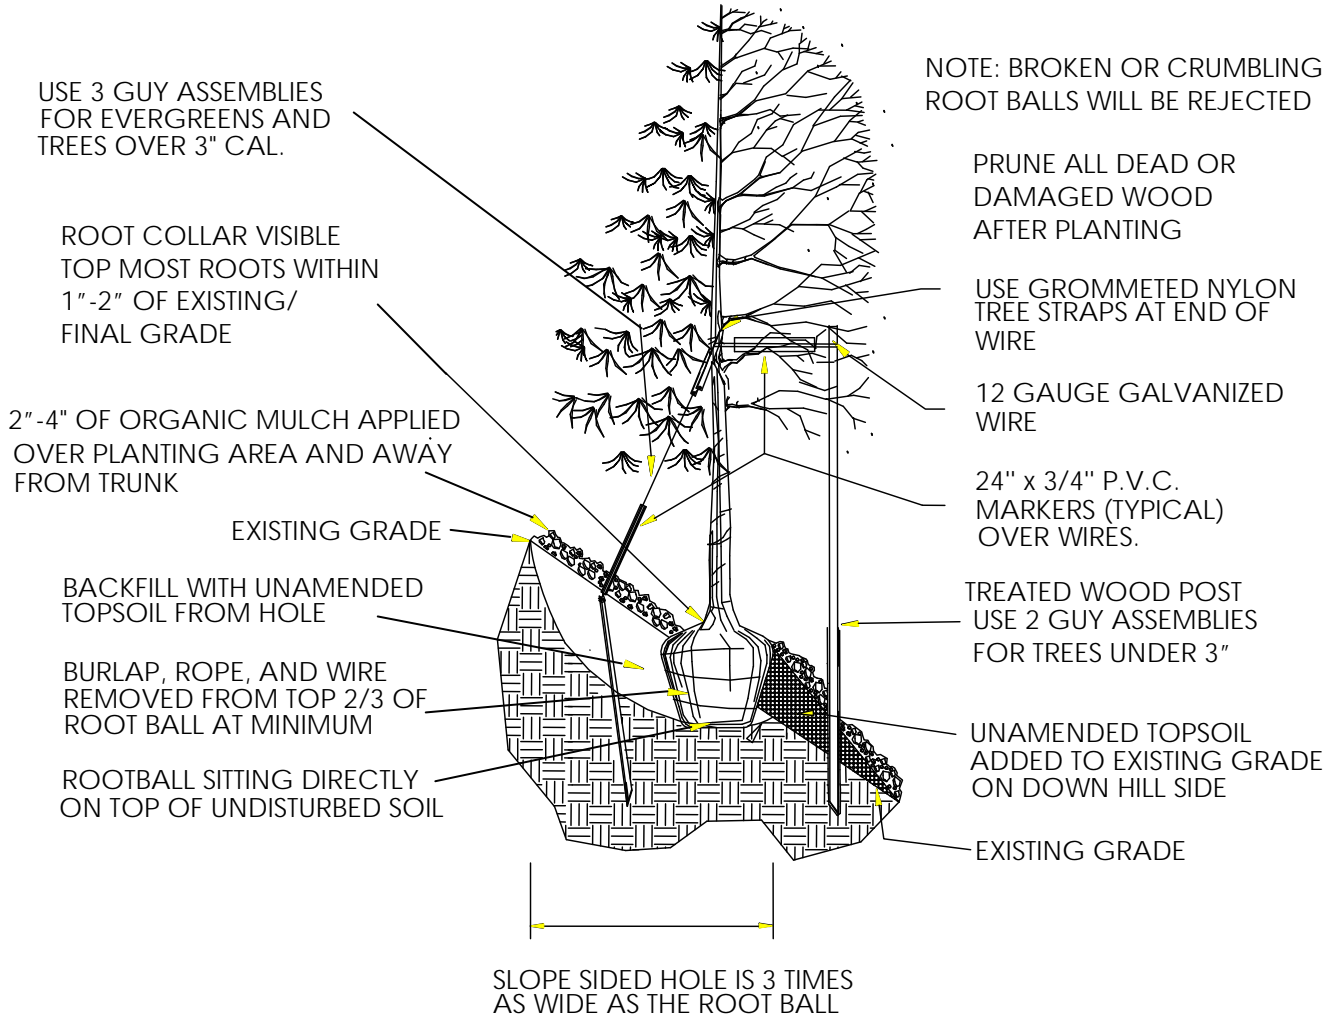 USE 3 GUY ASSEMBLIES
FOR EVERGREENS AND
TREES OVER 3" CAL.
ROOT COLLAR VISIBLE
TOP MOST ROOTS WITHIN
1"-2" OF EXISTING/
FINAL GRADE
2"-4" OF ORGANIC MULCH APPLIED
OVER PLANTING AREA AND AWAY
FROM TRUNK
EXISTING GRADE
BACKFILL WITH UNAMENDED
TOPSOIL FROM HOLE
BURLAP, ROPE, AND WIRE
REMOVED FROM TOP 2/3 OF
ROOT BALL AT MINIMUM
ROOTBALL SITTING DIRECTLY
ON TOP OF UNDISTURBED SOIL
NOTE: BROKEN OR CRUMBLING
ROOT BALLS WILL BE REJECTED
PRUNE ALL DEAD OR
DAMAGED WOOD
AFTER PLANTING
USE GROMMETED NYLON
TREE STRAPS AT END OF
WIRE
12 GAUGE GALVANIZED
WIRE
24" x 3/4" P.V.C.
MARKERS (TYPICAL)
OVER WIRES.
TREATED WOOD POST
USE 2 GUY ASSEMBLIES
FOR TREES UNDER 3"
UNAMENDED TOPSOIL
ADDED TO EXISTING GRADE
ON DOWN HILL SIDE
EXISTING GRADE
SLOPE SIDED HOLE IS 3 TIMES
AS WIDE AS THE ROOT BALL